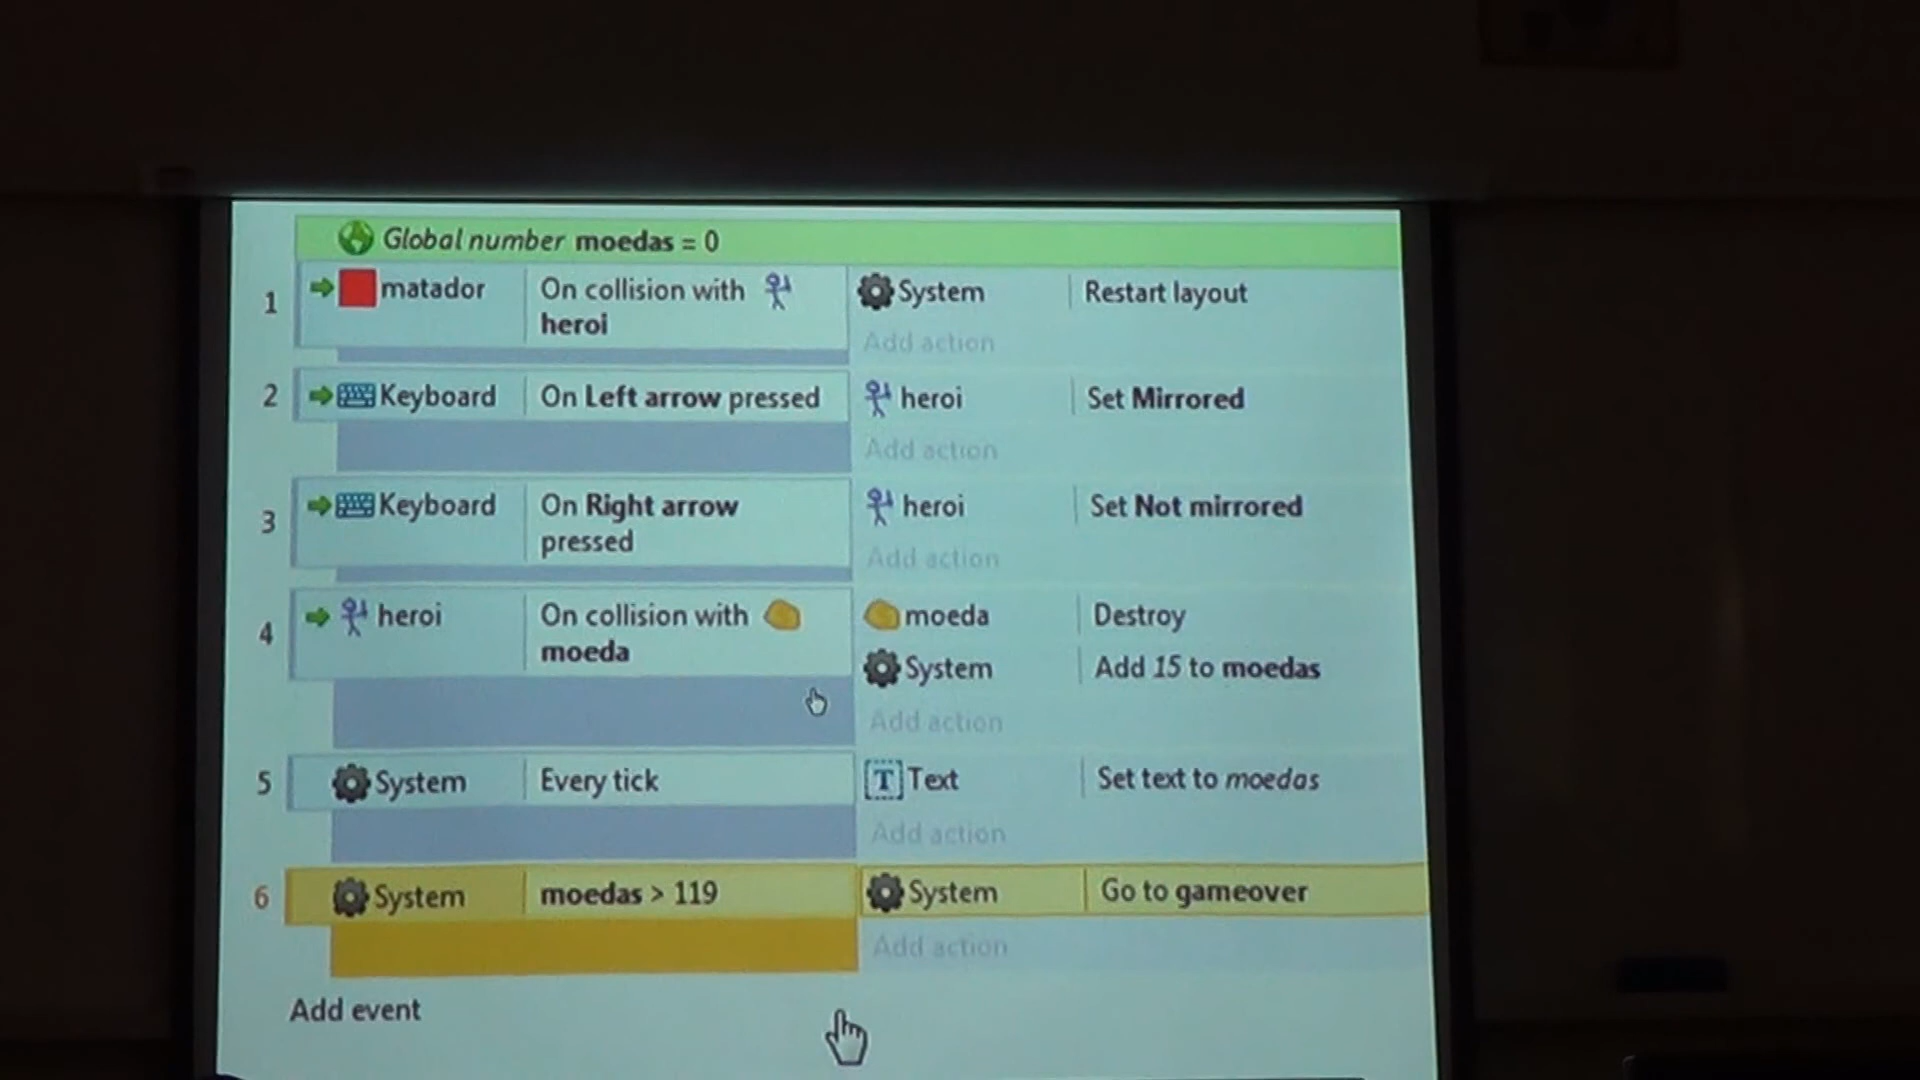 Global number moedas = 0
1 matador On collision with heroi System Restart layout
Add action
2 Keyboard On Left arrow pressed heroi Set Mirrored
Add action
3 Keyboard On Right arrow pressed heroi Set Not mirrored
Add action
4 heroi On collision with moeda moeda Destroy
System Add 15 to moedas
Add action
5 System Every tick T Text Set text to moedas
Add action
6 System moedas > 119 System Go to gameover
Add action
Add event